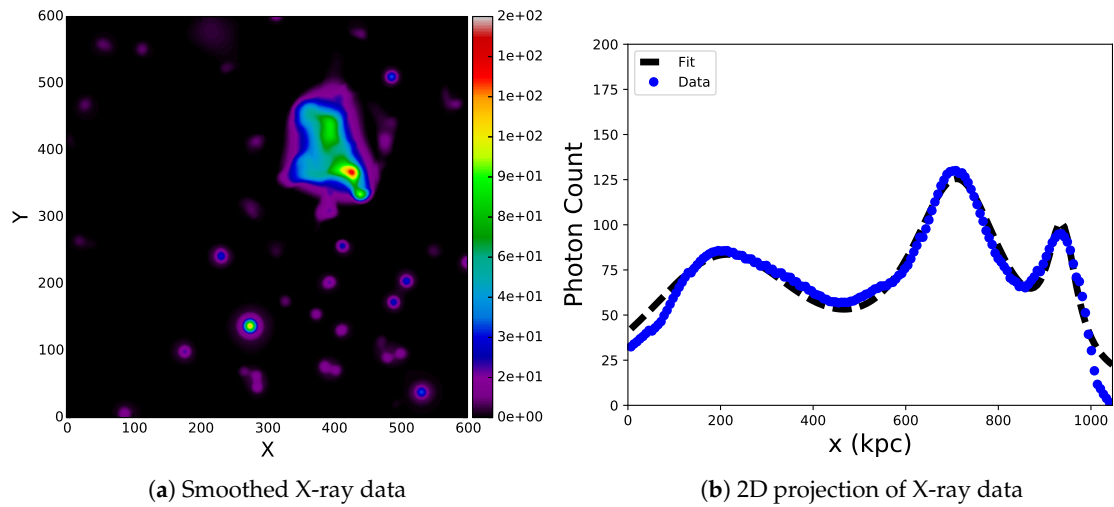 600
500
400
300
200
100
0
Y
0 100 200 300 400 500 600
X
2e+02
1e+02
1e+02
1e+02
9e+01
8e+01
6e+01
5e+01
3e+01
2e+01
0e+00
(a) Smoothed X-ray data
200
175
150
125
100
75
50
25
0
Photon Count
Fit
Data
0 200 400 600 800 1000
x (kpc)
(b) 2D projection of X-ray data